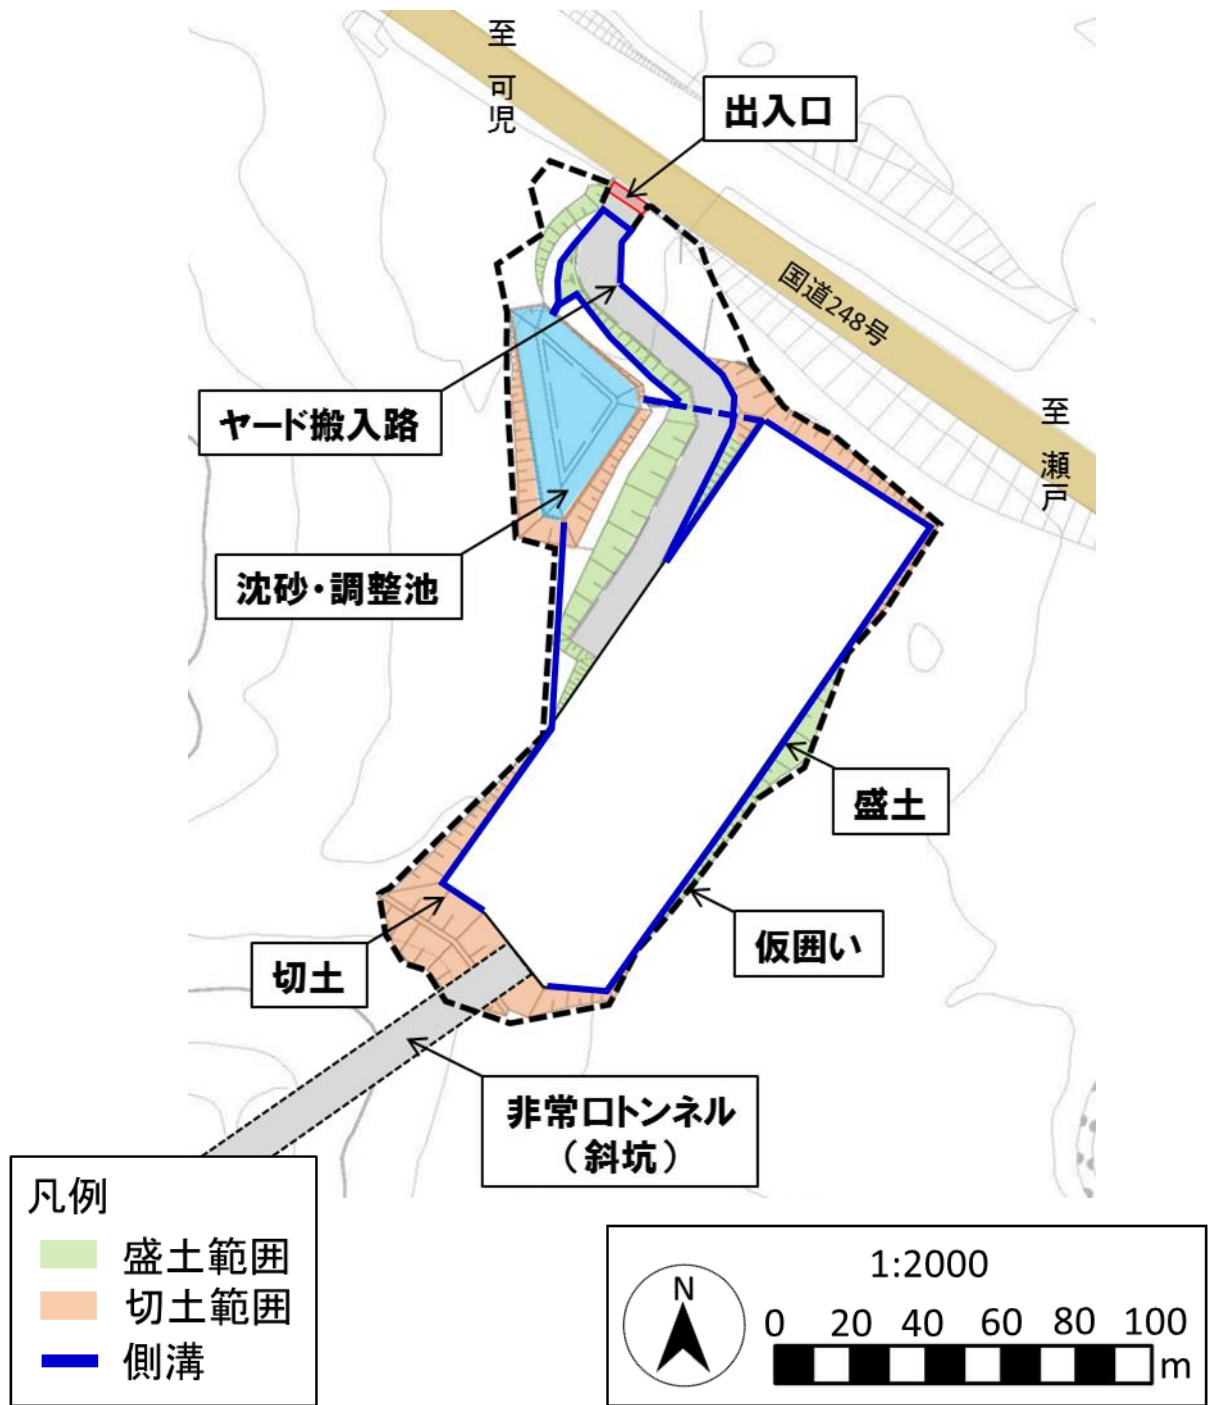 至 可児
出入口
国道248号
至 瀬戸
ヤード搬入路
沈砂・調整池
盛土
仮囲い
切土
非常口トンネル
（斜坑）
凡例
盛土範囲
切土範囲
側溝
N
1:2000
0 20 40 60 80 100
m